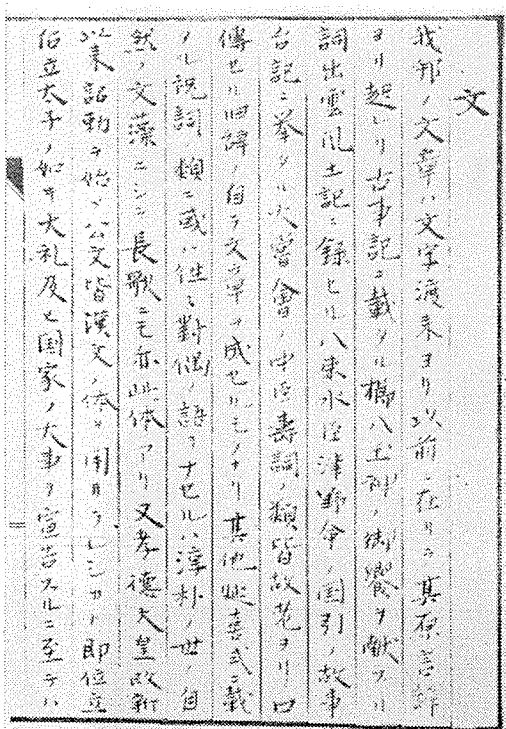 文
我邦ノ文章ハ文字渡来ヨリ以前ニ在リテ其原善辞
ヨリ起レリ古事記ニ載タル櫛八玉神ノ御饗ヲ献フル
詞出雲風土記ニ録セル八束水臣津野命ノ国引ノ故事
台記ニ挙タル大嘗會ノ中臣壽詞ノ類皆故老ヨリ口
傳セル旧辞ノ自ラ文章ヲ成セルモノナリ其他延喜式ニ載
タル祝詞ノ類ニ或ハ往々對偶ノ語ヲナセルハ淳朴ノ世ノ自
然ノ文藻ニシテ長歌ニモ亦此体アリ又孝徳天皇改新
以来詔勅ヲ始メ公文皆漢文ノ体ヲ用ヰラレシカ即位立
后立太子ノ如キ大礼及ヒ国家ノ大事ヲ宣告スルニ至テハ